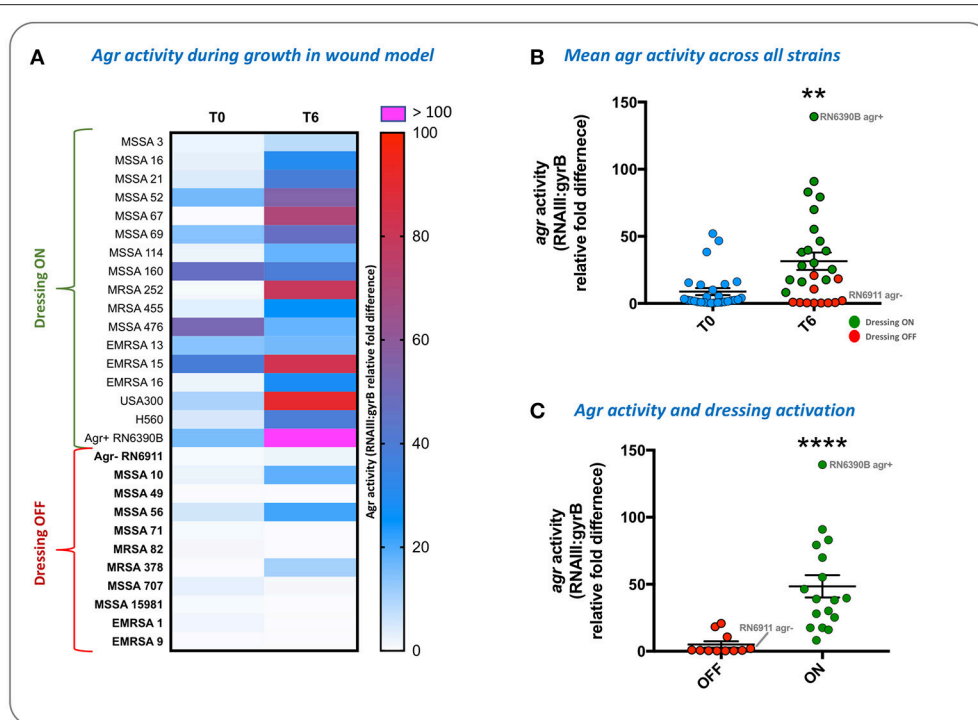 A
Agr activity during growth in wound model
T0
T6
> 100
100
80
60
40
20
0
Agr activity (RNAIII:gyrB relative fold difference)
Dressing ON
MSSA 3
MSSA 16
MSSA 21
MSSA 52
MSSA 67
MSSA 69
MSSA 114
MSSA 160
MRSA 252
MRSA 455
MSSA 476
EMRSA 13
EMRSA 15
EMRSA 16
USA300
H560
Agr+ RN6390B
Dressing OFF
Agr- RN6911
MSSA 10
MSSA 49
MSSA 56
MSSA 71
MRSA 82
MRSA 378
MSSA 707
MSSA 15981
EMRSA 1
EMRSA 9
B
Mean agr activity across all strains
**
RN6390B agr+
150
100
50
0
agr activity
(RNAIII:gyrB
relative fold differnece)
RN6911 agr-
T0
T6
Dressing ON
Dressing OFF
C
Agr activity and dressing activation
****
RN6390B agr+
150
100
50
0
agr activity
(RNAIII:gyrB
relative fold differnece)
RN6911 agr-
OFF
ON